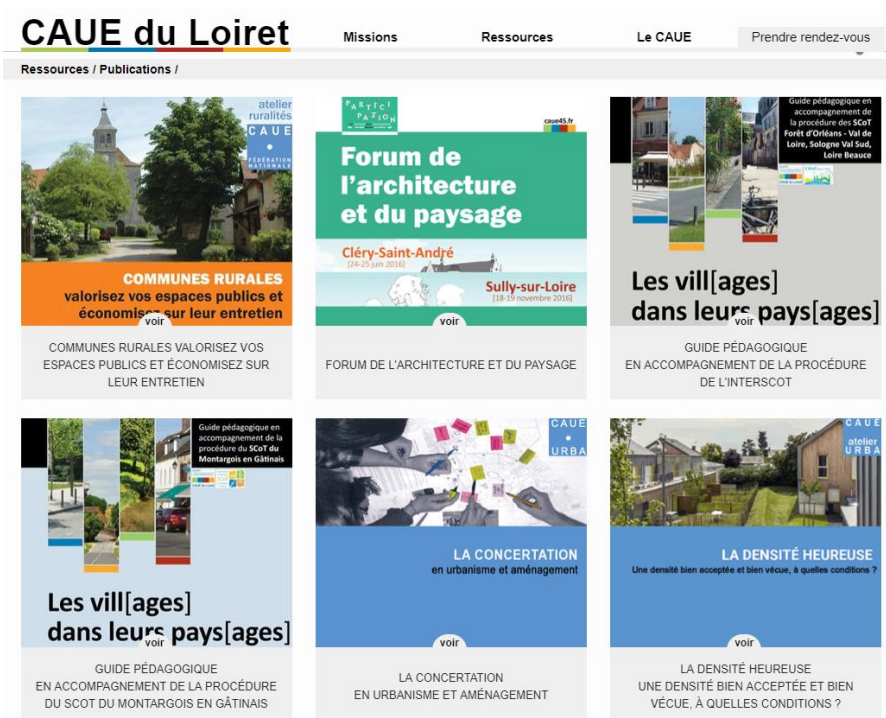 CAUE du Loiret
Missions
Ressources
Le CAUE
Prendre rendez-vous
Ressources / Publications /
atelier
ruralités
CAUE
FÉDÉRATION
NATIONALE
COMMUNES RURALES
valorisez vos espaces publics et
économisez sur leur entretien
voir
COMMUNES RURALES VALORISEZ VOS
ESPACES PUBLICS ET ÉCONOMISEZ SUR
LEUR ENTRETIEN
PARTICI
PATION
caue45.fr
Forum de
l'architecture
et du paysage
Cléry-Saint-André
[24-25 juin 2016]
Sully-sur-Loire
[18-19 novembre 2016]
voir
FORUM DE L'ARCHITECTURE ET DU PAYSAGE
Guide pédagogique en
accompagnement de
la procédure des SCoT
Forêt d'Orléans - Val de
Loire, Sologne Val Sud,
Loire Beauce
Les vill[ages]
dans leurs pays[ages]
voir
GUIDE PÉDAGOGIQUE
EN ACCOMPAGNEMENT DE LA PROCÉDURE
DE L'INTERSCOT
Guide pédagogique en
accompagnement de la
procédure du SCoT du
Montargois en Gâtinais
Les vill[ages]
dans leurs pays[ages]
voir
GUIDE PÉDAGOGIQUE
EN ACCOMPAGNEMENT DE LA PROCÉDURE
DU SCOT DU MONTARGOIS EN GÂTINAIS
CAUE
URBA
LA CONCERTATION
en urbanisme et aménagement
voir
LA CONCERTATION
EN URBANISME ET AMÉNAGEMENT
CAUE
atelier
URBA
LA DENSITÉ HEUREUSE
Une densité bien acceptée et bien vécue, à quelles conditions ?
voir
LA DENSITÉ HEUREUSE
UNE DENSITÉ BIEN ACCEPTÉE ET BIEN
VÉCUE, À QUELLES CONDITIONS ?